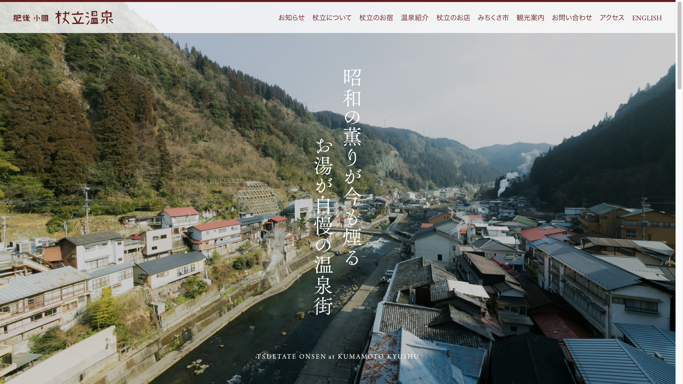 肥後 小國 杖立温泉
お知らせ 杖立について 杖立のお宿 温泉紹介 杖立のお店 みちくさ市 観光案内 お問い合わせ アクセス ENGLISH
昭和の薫りが今も煙る
お湯が自慢の温泉街
TSUETATE ONSEN at KUMAMOTO KYUSHU